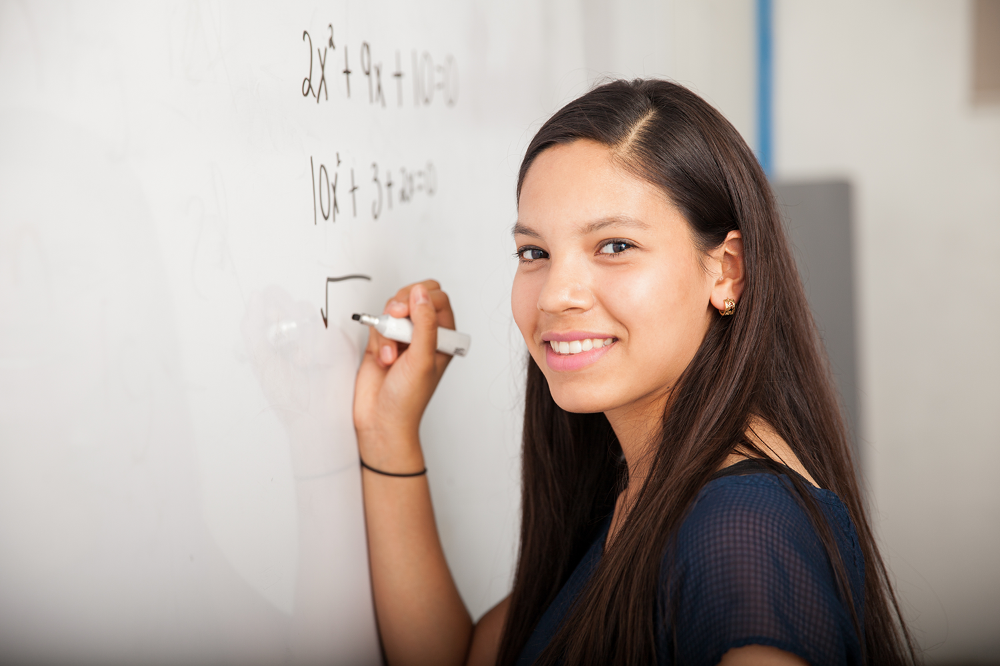 2x² + 9x + 10 = 0
10x² + 3 + 2x = 0
√